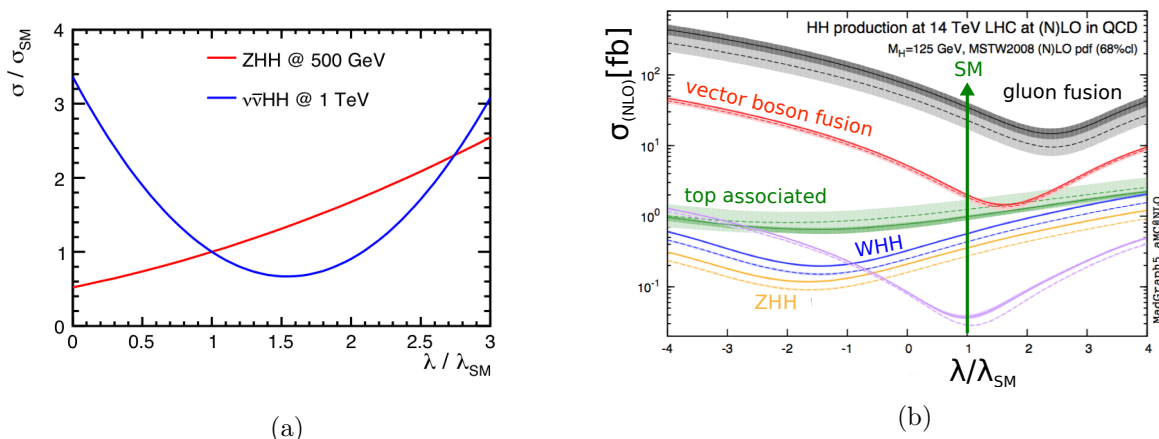 σ / σSM
4
3
2
1
0
ZHH @ 500 GeV
νν̄HH @ 1 TeV
0 0.5 1 1.5 2 2.5 3
λ / λSM
(a)
HH production at 14 TeV LHC at (N)LO in QCD
MH=125 GeV, MSTW2008 (N)LO pdf (68%cl)
SM
gluon fusion
vector boson fusion
top associated
WHH
ZHH
σ(NLO)[fb]
10²
10¹
10⁰
10⁻¹
-4 -3 -2 -1 0 1 2 3 4
λ/λSM
MadGraph5_aMC@NLO
(b)